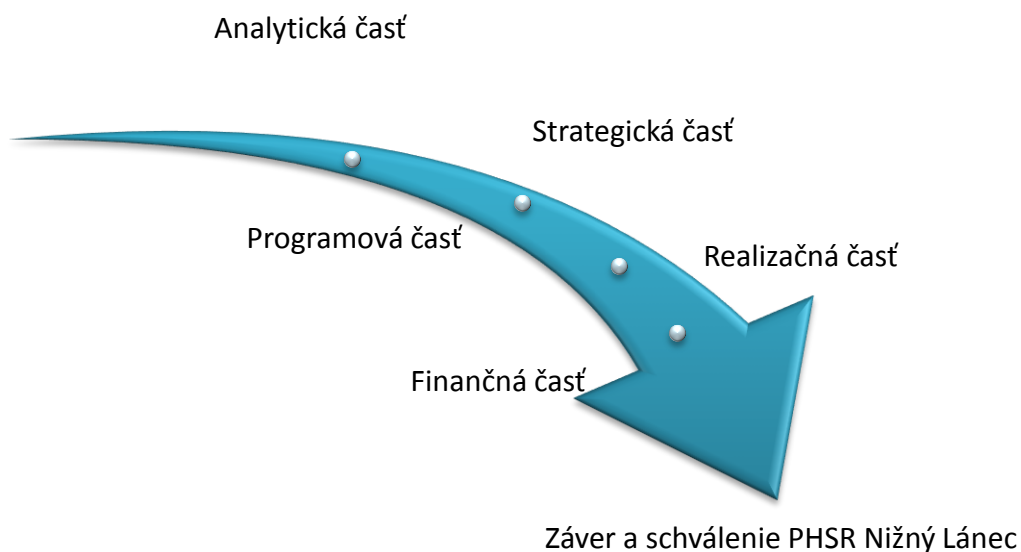 Analytická časť
Strategická časť
Programová časť
Realizačná časť
Finančná časť
Záver a schválenie PHSR Nižný Lánec